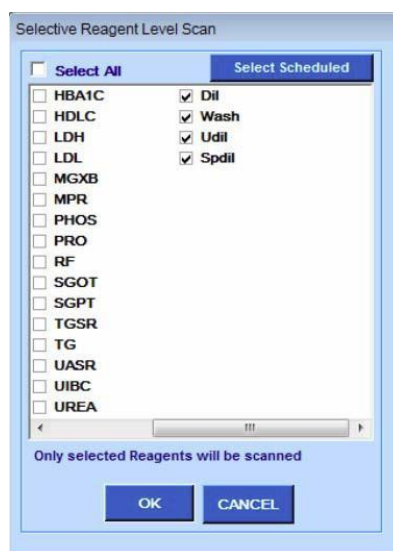 Selective Reagent Level Scan
Select All
Select Scheduled
HBA1C
HDLC
LDH
LDL
MGXB
MPR
PHOS
PRO
RF
SGOT
SGPT
TGSR
TG
UASR
UIBC
UREA
Dil
Wash
Udil
Spdil
Only selected Reagents will be scanned
OK
CANCEL